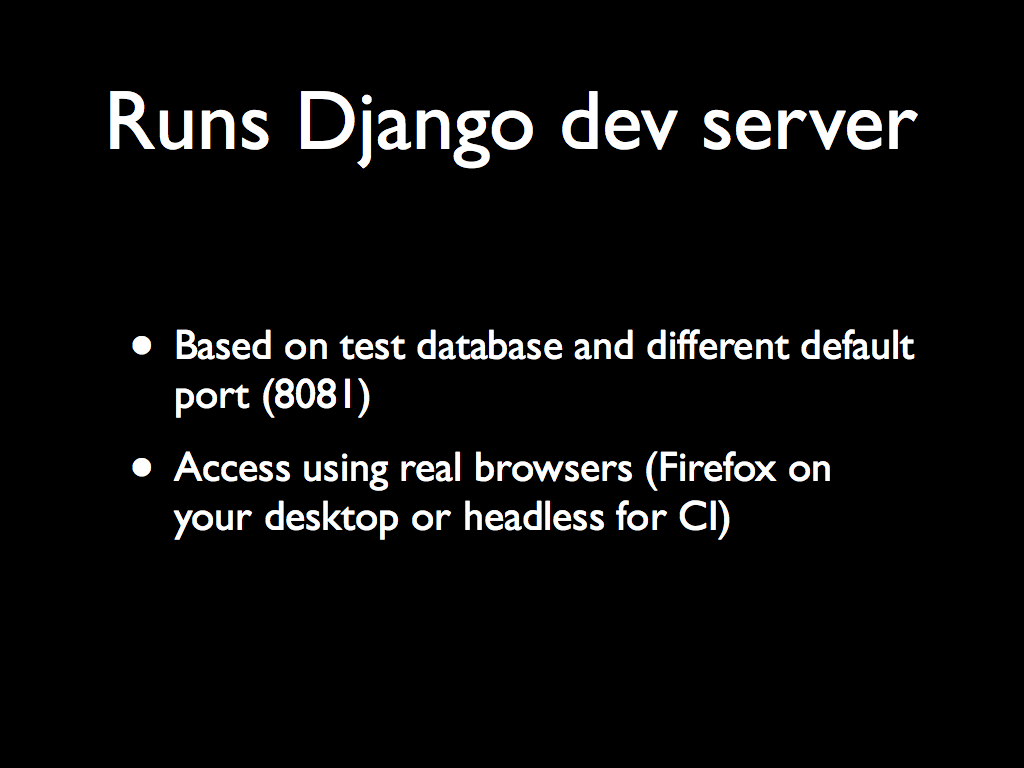 Runs Django dev server
• Based on test database and different default
port (8081)
• Access using real browsers (Firefox on
your desktop or headless for CI)